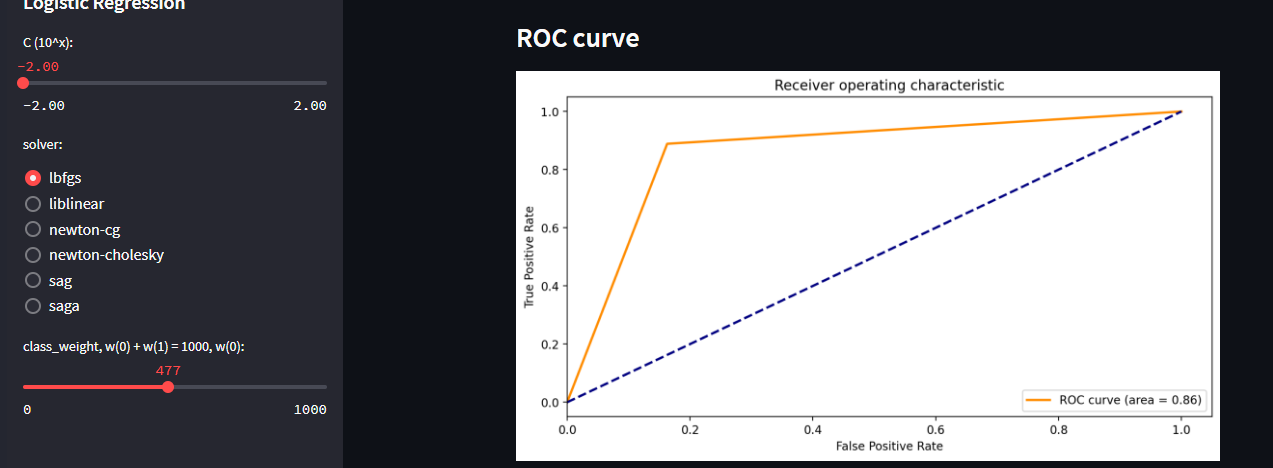 Logistic Regression
C (10^x):
-2.00
-2.00 2.00
solver:
lbfgs
liblinear
newton-cg
newton-cholesky
sag
saga
class_weight, w(0) + w(1) = 1000, w(0):
477
0 1000
ROC curve
Receiver operating characteristic
1.0
0.8
0.6
0.4
0.2
0.0
True Positive Rate
ROC curve (area = 0.86)
0.0 0.2 0.4 0.6 0.8 1.0
False Positive Rate